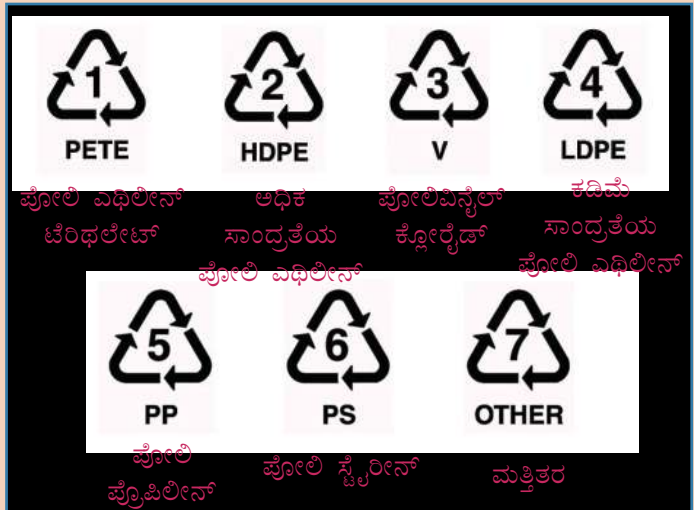 1 2 3 4
PETE HDPE V LDPE
ಪೋಲಿ ಎಥಿಲೀನ್
ಟೆರಿಥಲೇಟ್
ಅಧಿಕ
ಸಾಂದ್ರತೆಯ
ಪೋಲಿ ಎಥಿಲೀನ್
ಪೋಲಿವಿನೈಲ್
ಕ್ಲೋರೈಡ್
ಕಡಿಮೆ
ಸಾಂದ್ರತೆಯ
ಪೋಲಿ ಎಥಿಲೀನ್
5 6 7
PP PS OTHER
ಪೋಲಿ
ಪ್ರೊಪಿಲೀನ್
ಪೋಲಿ ಸ್ಟೈರೀನ್
ಮತ್ತಿತರ